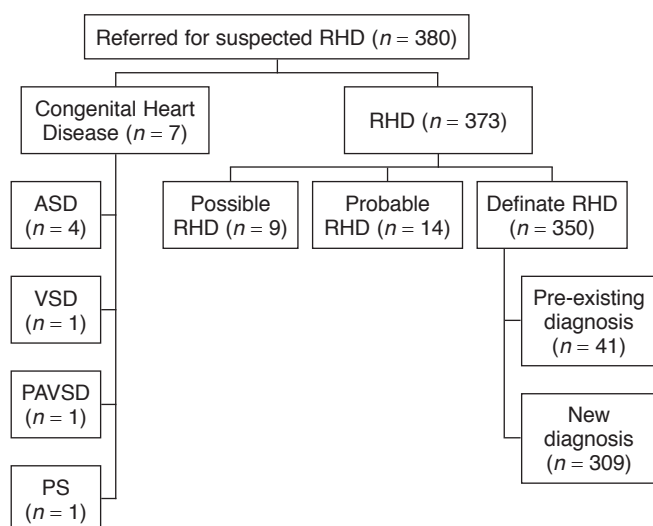 Referred for suspected RHD (n = 380)
Congenital Heart
Disease (n = 7)
RHD (n = 373)
ASD
(n = 4)
VSD
(n = 1)
PAVSD
(n = 1)
PS
(n = 1)
Possible
RHD (n = 9)
Probable
RHD (n = 14)
Definate RHD
(n = 350)
Pre-existing
diagnosis
(n = 41)
New
diagnosis
(n = 309)